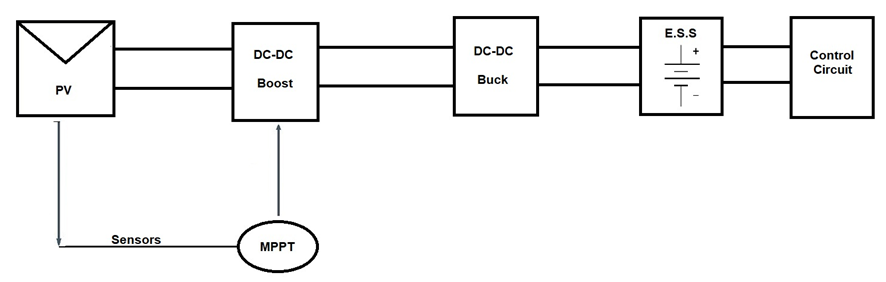 PV
DC-DC
Boost
DC-DC
Buck
E.S.S
+
−
Control
Circuit
Sensors
MPPT